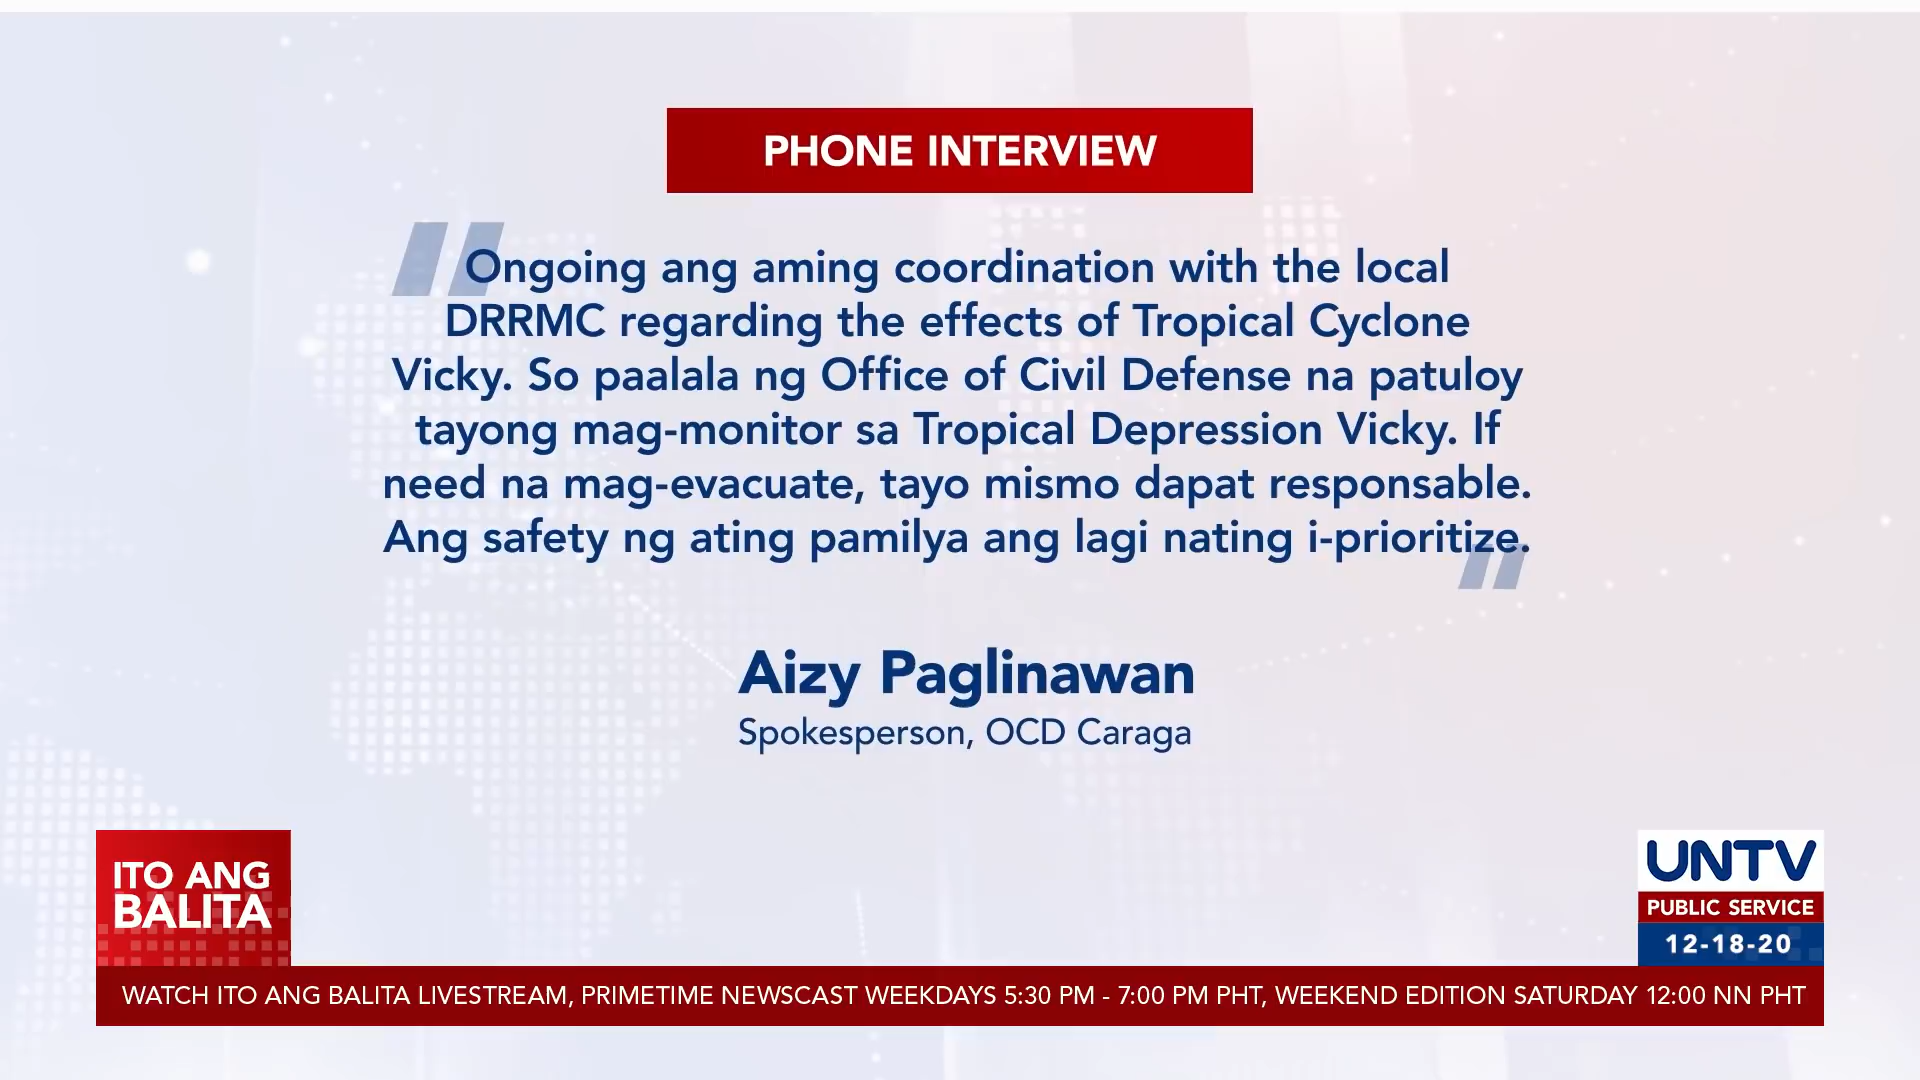 PHONE INTERVIEW
Ongoing ang aming coordination with the local
DRRMC regarding the effects of Tropical Cyclone
Vicky. So paalala ng Office of Civil Defense na patuloy
tayong mag-monitor sa Tropical Depression Vicky. If
need na mag-evacuate, tayo mismo dapat responsable.
Ang safety ng ating pamilya ang lagi nating i-prioritize.
Aizy Paglinawan
Spokesperson, OCD Caraga
ITO ANG
BALITA
UNTV
PUBLIC SERVICE
12-18-20
WATCH ITO ANG BALITA LIVESTREAM, PRIMETIME NEWSCAST WEEKDAYS 5:30 PM - 7:00 PM PHT, WEEKEND EDITION SATURDAY 12:00 NN PHT